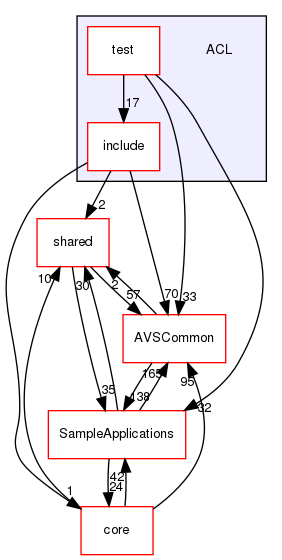 test
ACL
17
include
2
shared
10
30
2
57
70
33
AVSCommon
165
95
35
138
32
SampleApplications
42
24
1
core